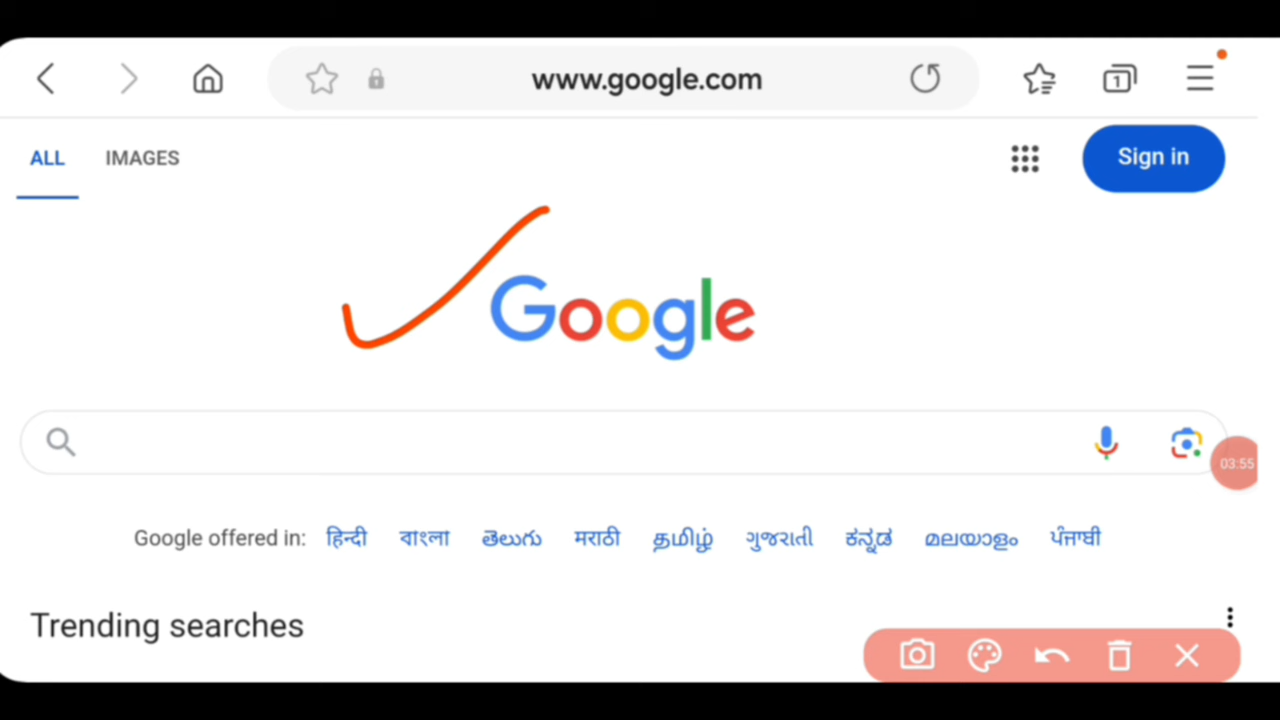 www.google.com
1
ALL IMAGES
Sign in
Google
03:55
Google offered in: हिन्दी বাংলা తెలుగు मराठी தமிழ் ગુજરાતી ಕನ್ನಡ മലയാളം ਪੰਜਾਬੀ
Trending searches